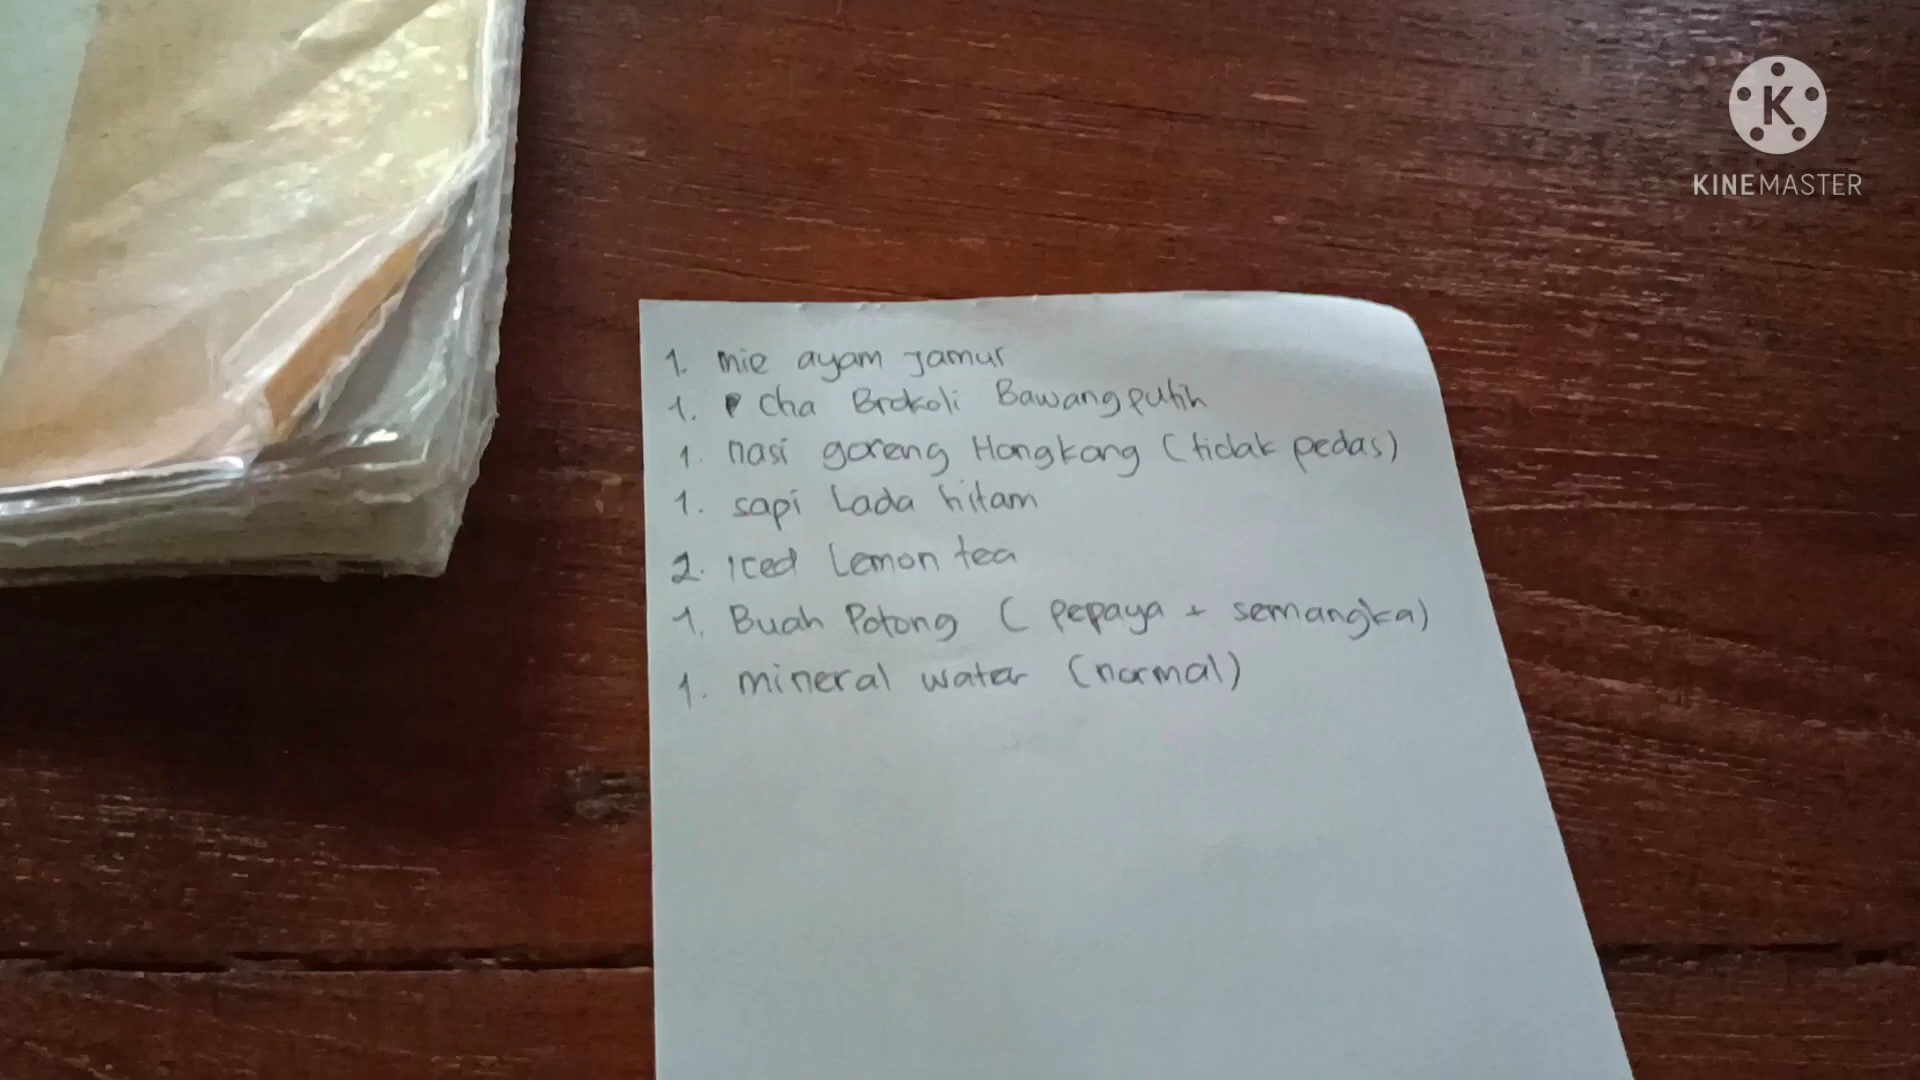 K
KINEMASTER
1. mie ayam jamur
1. Cha Brokoli Bawang putih
1. nasi goreng Hongkong (tidak pedas)
1. sapi Lada hitam
2. iced Lemon tea
1. Buah Potong ( pepaya + semangka)
1. mineral water (normal)